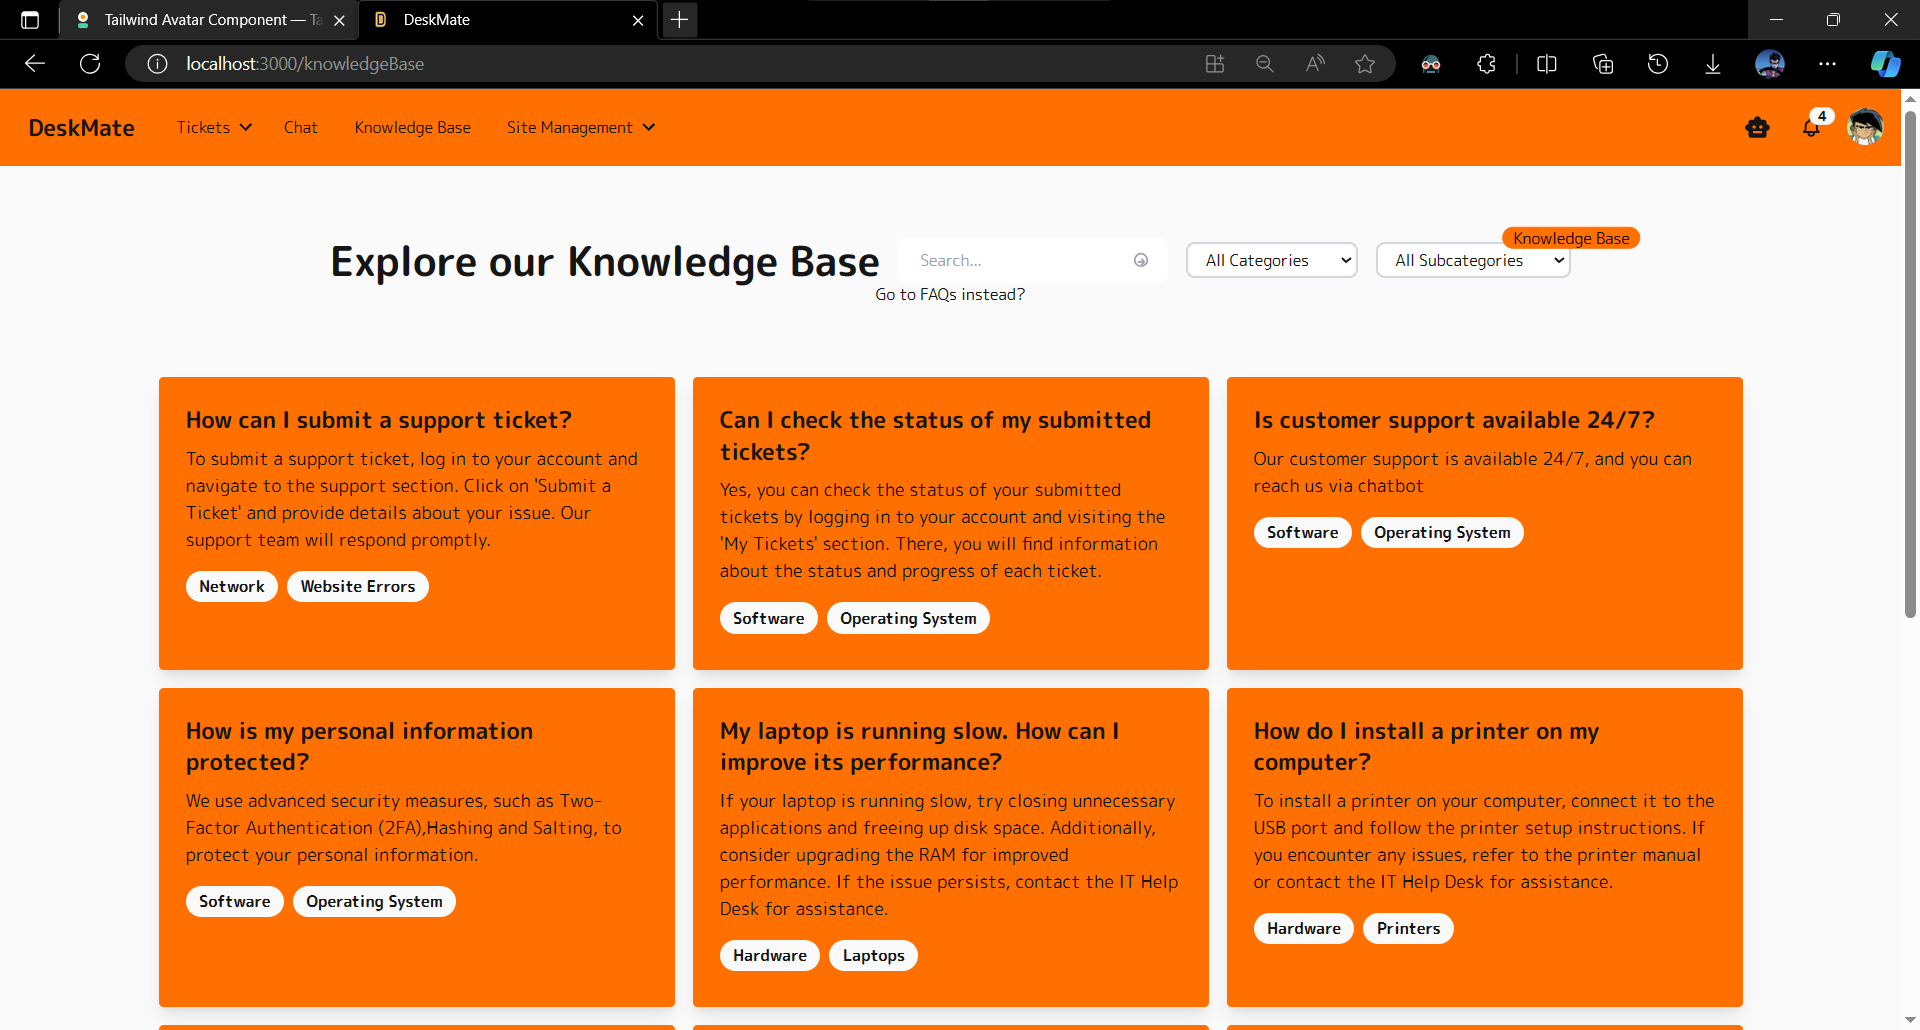 Tailwind Avatar Component — Ta
DeskMate
localhost:3000/knowledgeBase
DeskMate
Tickets
Chat
Knowledge Base
Site Management
4
Explore our Knowledge Base
Search...
All Categories
All Subcategories
Knowledge Base
Go to FAQs instead?
How can I submit a support ticket?
To submit a support ticket, log in to your account and
navigate to the support section. Click on 'Submit a
Ticket' and provide details about your issue. Our
support team will respond promptly.
Network Website Errors
Can I check the status of my submitted
tickets?
Yes, you can check the status of your submitted
tickets by logging in to your account and visiting the
'My Tickets' section. There, you will find information
about the status and progress of each ticket.
Software Operating System
Is customer support available 24/7?
Our customer support is available 24/7, and you can
reach us via chatbot
Software Operating System
How is my personal information
protected?
We use advanced security measures, such as Two-
Factor Authentication (2FA),Hashing and Salting, to
protect your personal information.
Software Operating System
My laptop is running slow. How can I
improve its performance?
If your laptop is running slow, try closing unnecessary
applications and freeing up disk space. Additionally,
consider upgrading the RAM for improved
performance. If the issue persists, contact the IT Help
Desk for assistance.
Hardware Laptops
How do I install a printer on my
computer?
To install a printer on your computer, connect it to the
USB port and follow the printer setup instructions. If
you encounter any issues, refer to the printer manual
or contact the IT Help Desk for assistance.
Hardware Printers